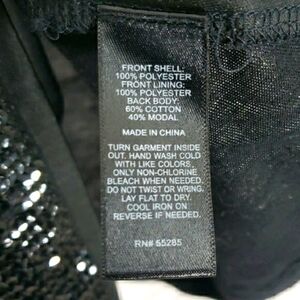 FRONT SHELL:
100% POLYESTER
FRONT LINING:
100% POLYESTER
BACK BODY:
60% COTTON
40% MODAL
MADE IN CHINA
TURN GARMENT INSIDE
OUT. HAND WASH COLD
WITH LIKE COLORS,
ONLY NON-CHLORINE
BLEACH WHEN NEEDED.
DO NOT TWIST OR WRING.
LAY FLAT TO DRY.
COOL IRON ON
REVERSE IF NEEDED.
RN# 55285